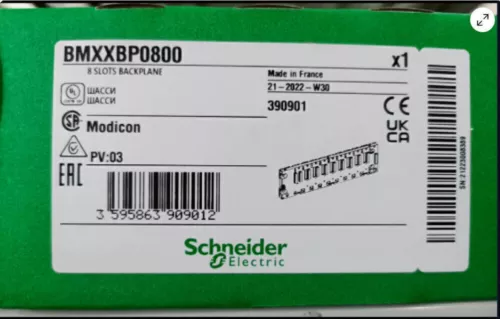 BMXXBP0800
x1
8 SLOTS BACKPLANE
Made in France
ШАССИ
21-2022-W30
ШАССИ
390901
CE
Modicon
UK CA
PV:03
EAC
3 595863 909012
Schneider
Electric